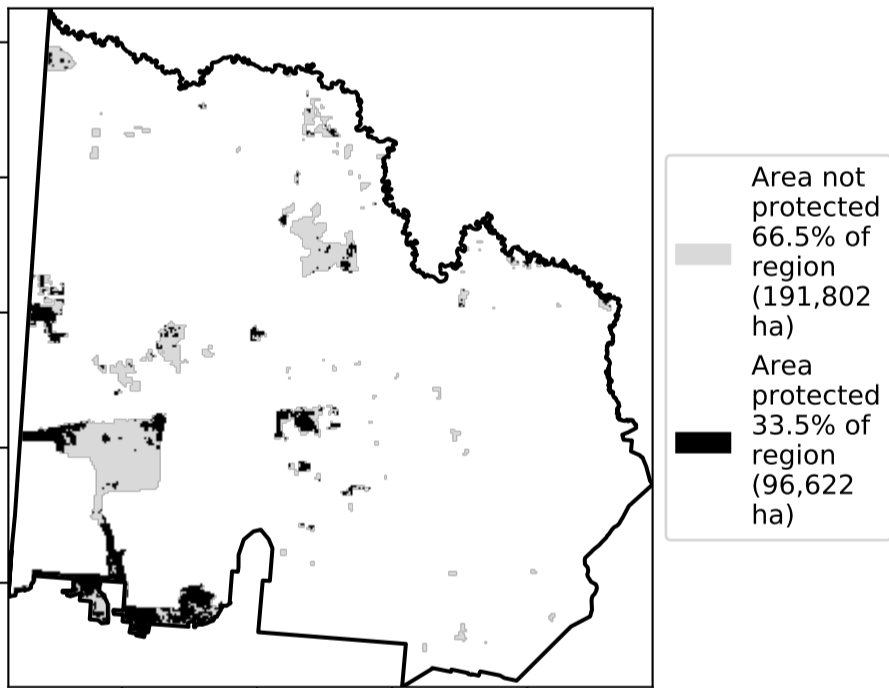 Area not
protected
66.5% of
region
(191,802
ha)
Area
protected
33.5% of
region
(96,622
ha)